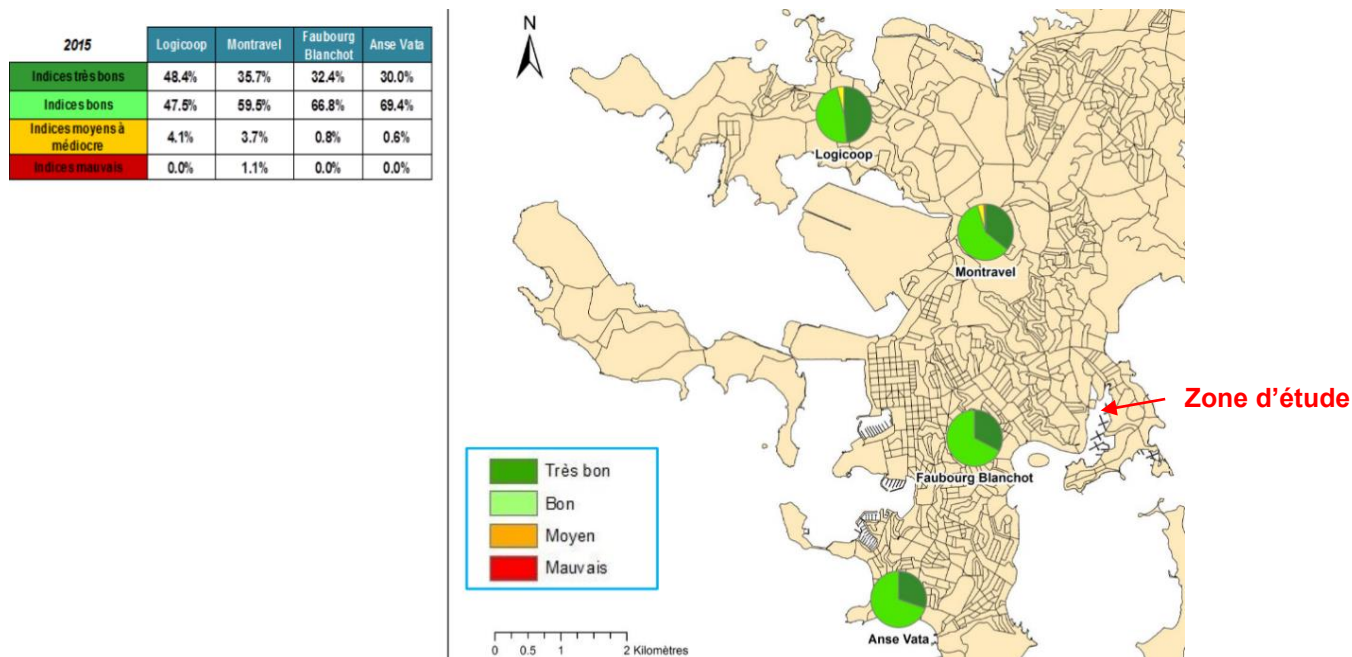 2015 Logicoop Montravel Faubourg Blanchot Anse Vata
Indices très bons 48.4% 35.7% 32.4% 30.0%
Indices bons 47.5% 59.5% 66.8% 69.4%
Indices moyens à médiocre 4.1% 3.7% 0.8% 0.6%
Indices mauvais 0.0% 1.1% 0.0% 0.0%
N
Logicoop
Montravel
Zone d'étude
Faubourg Blanchot
Très bon
Bon
Moyen
Mauvais
Anse Vata
0 0.5 1 2 Kilomètres